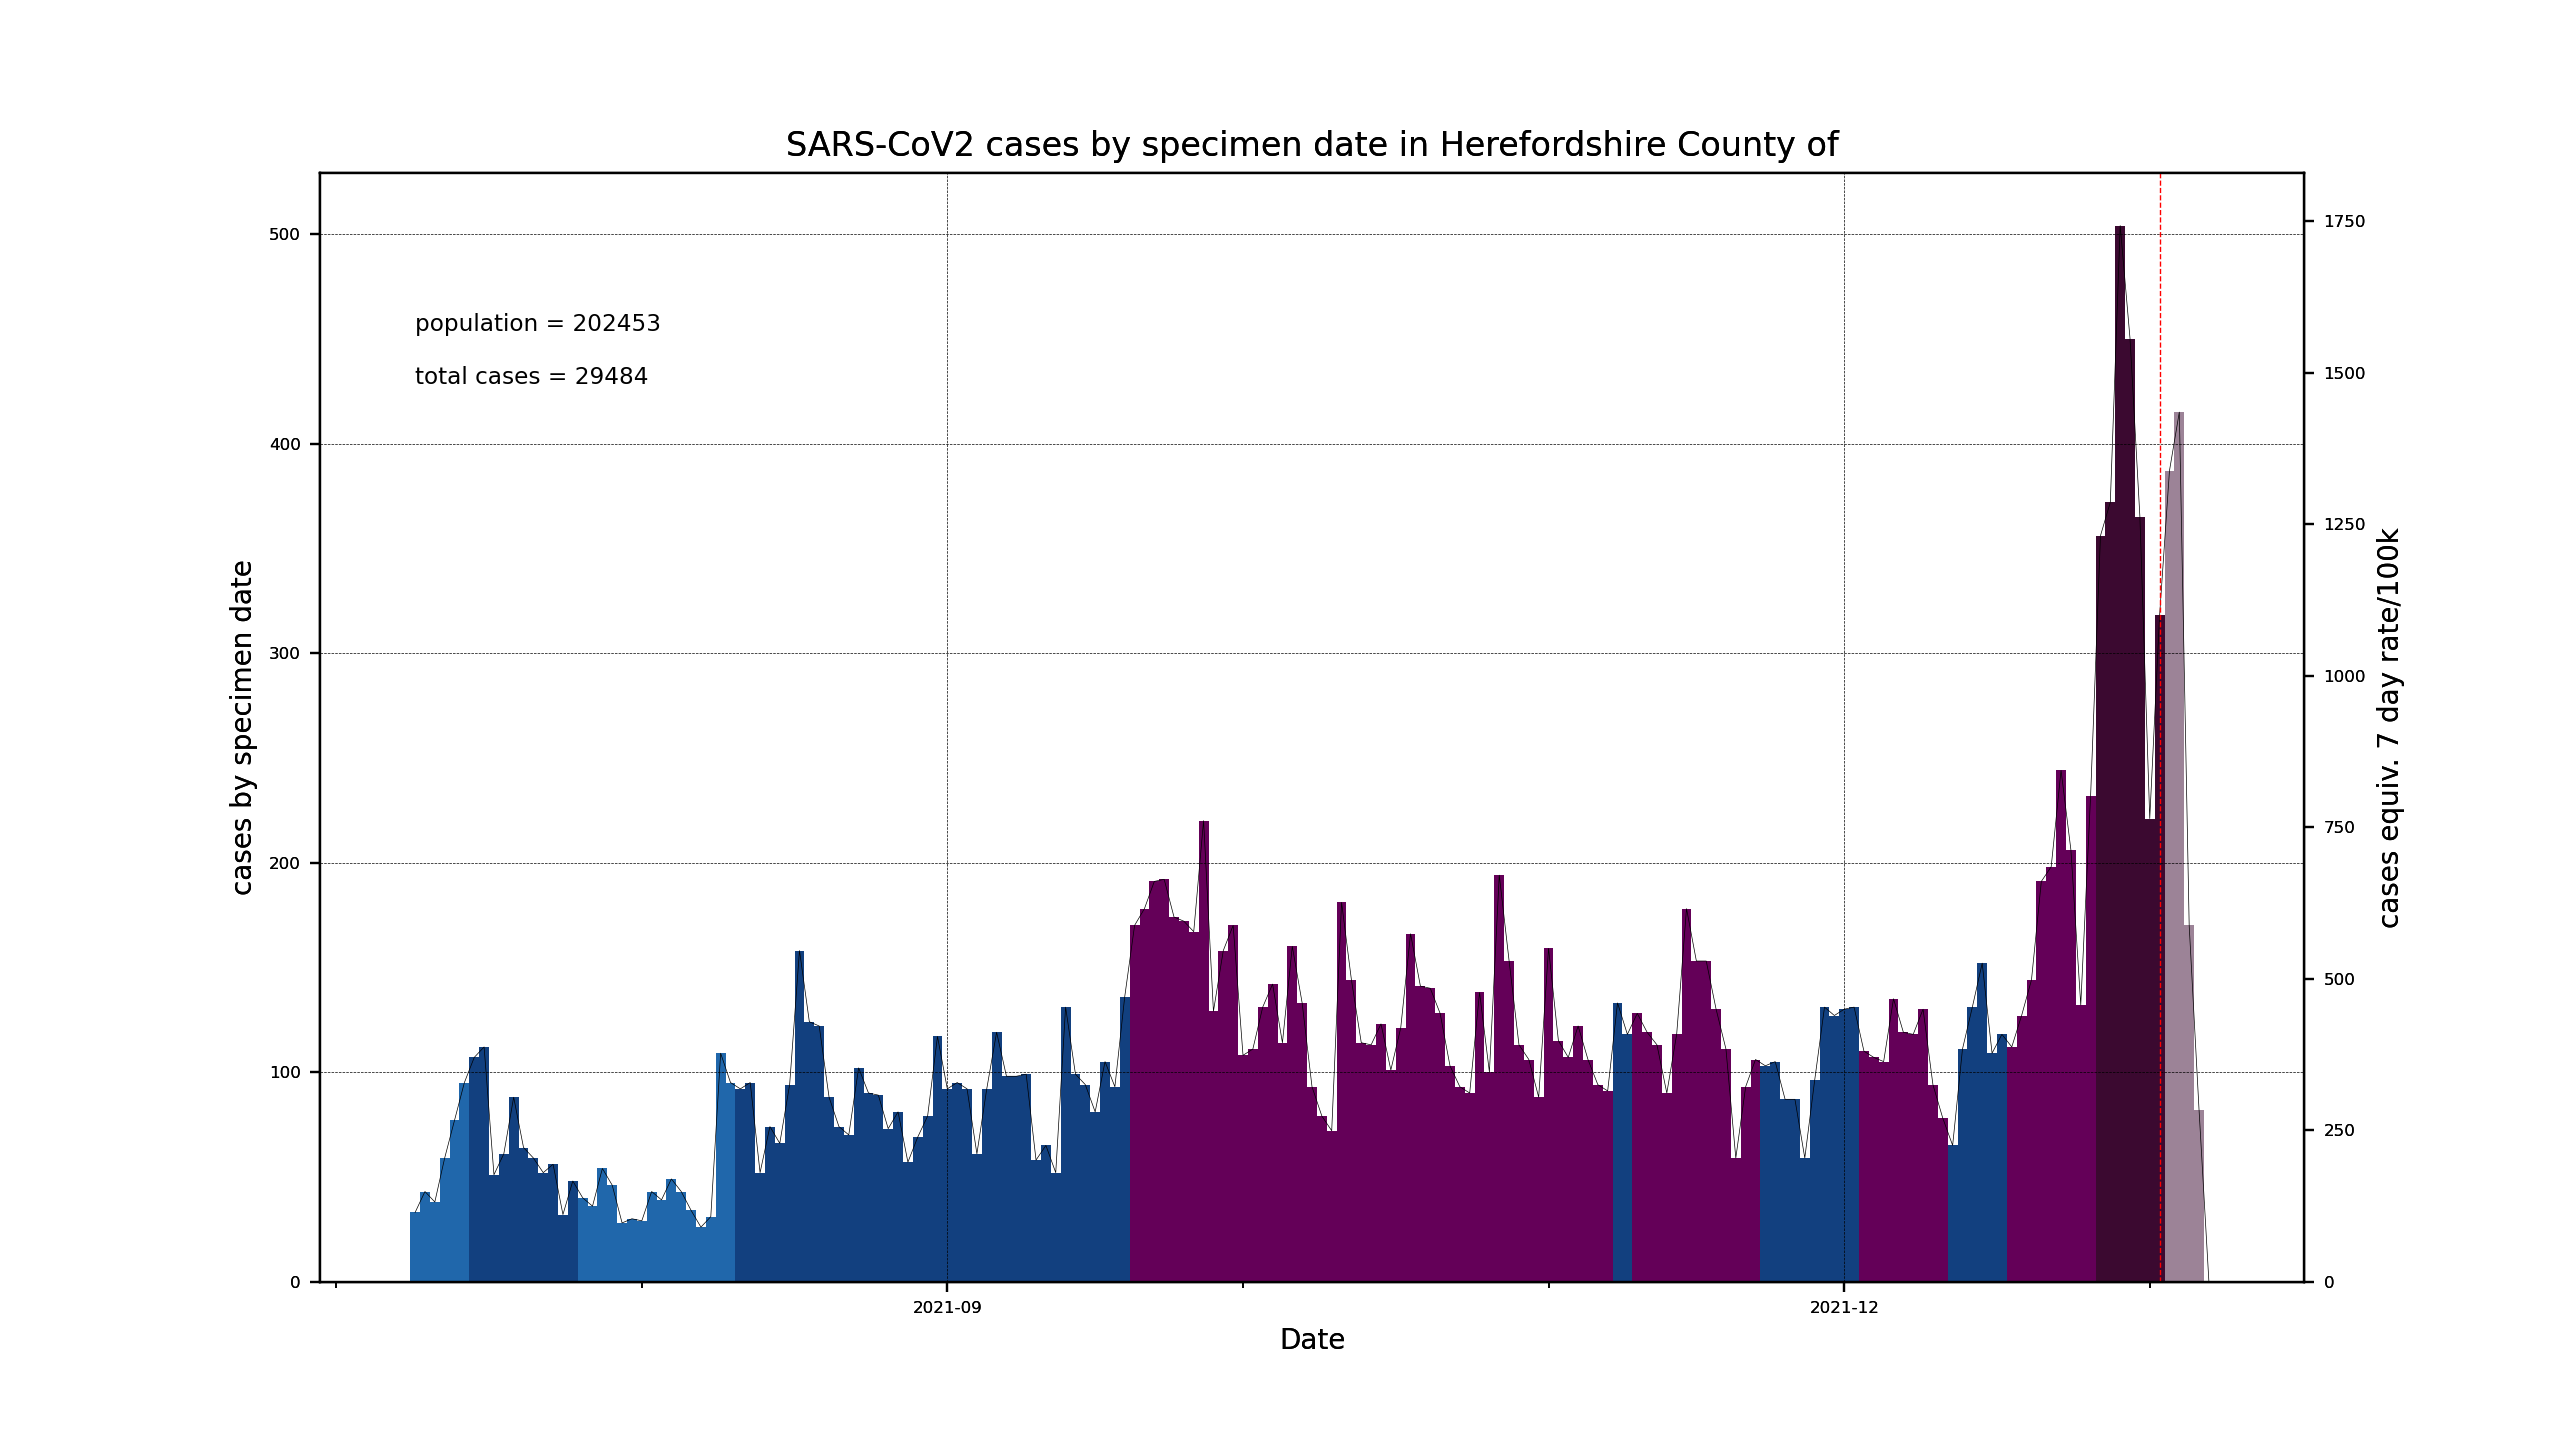 SARS-CoV2 cases by specimen date in Herefordshire County of
population = 202453
total cases = 29484
cases by specimen date
500
400
300
200
100
0
1750
1500
1250
1000
750
500
250
0
cases equiv. 7 day rate/100k
2021-09
2021-12
Date